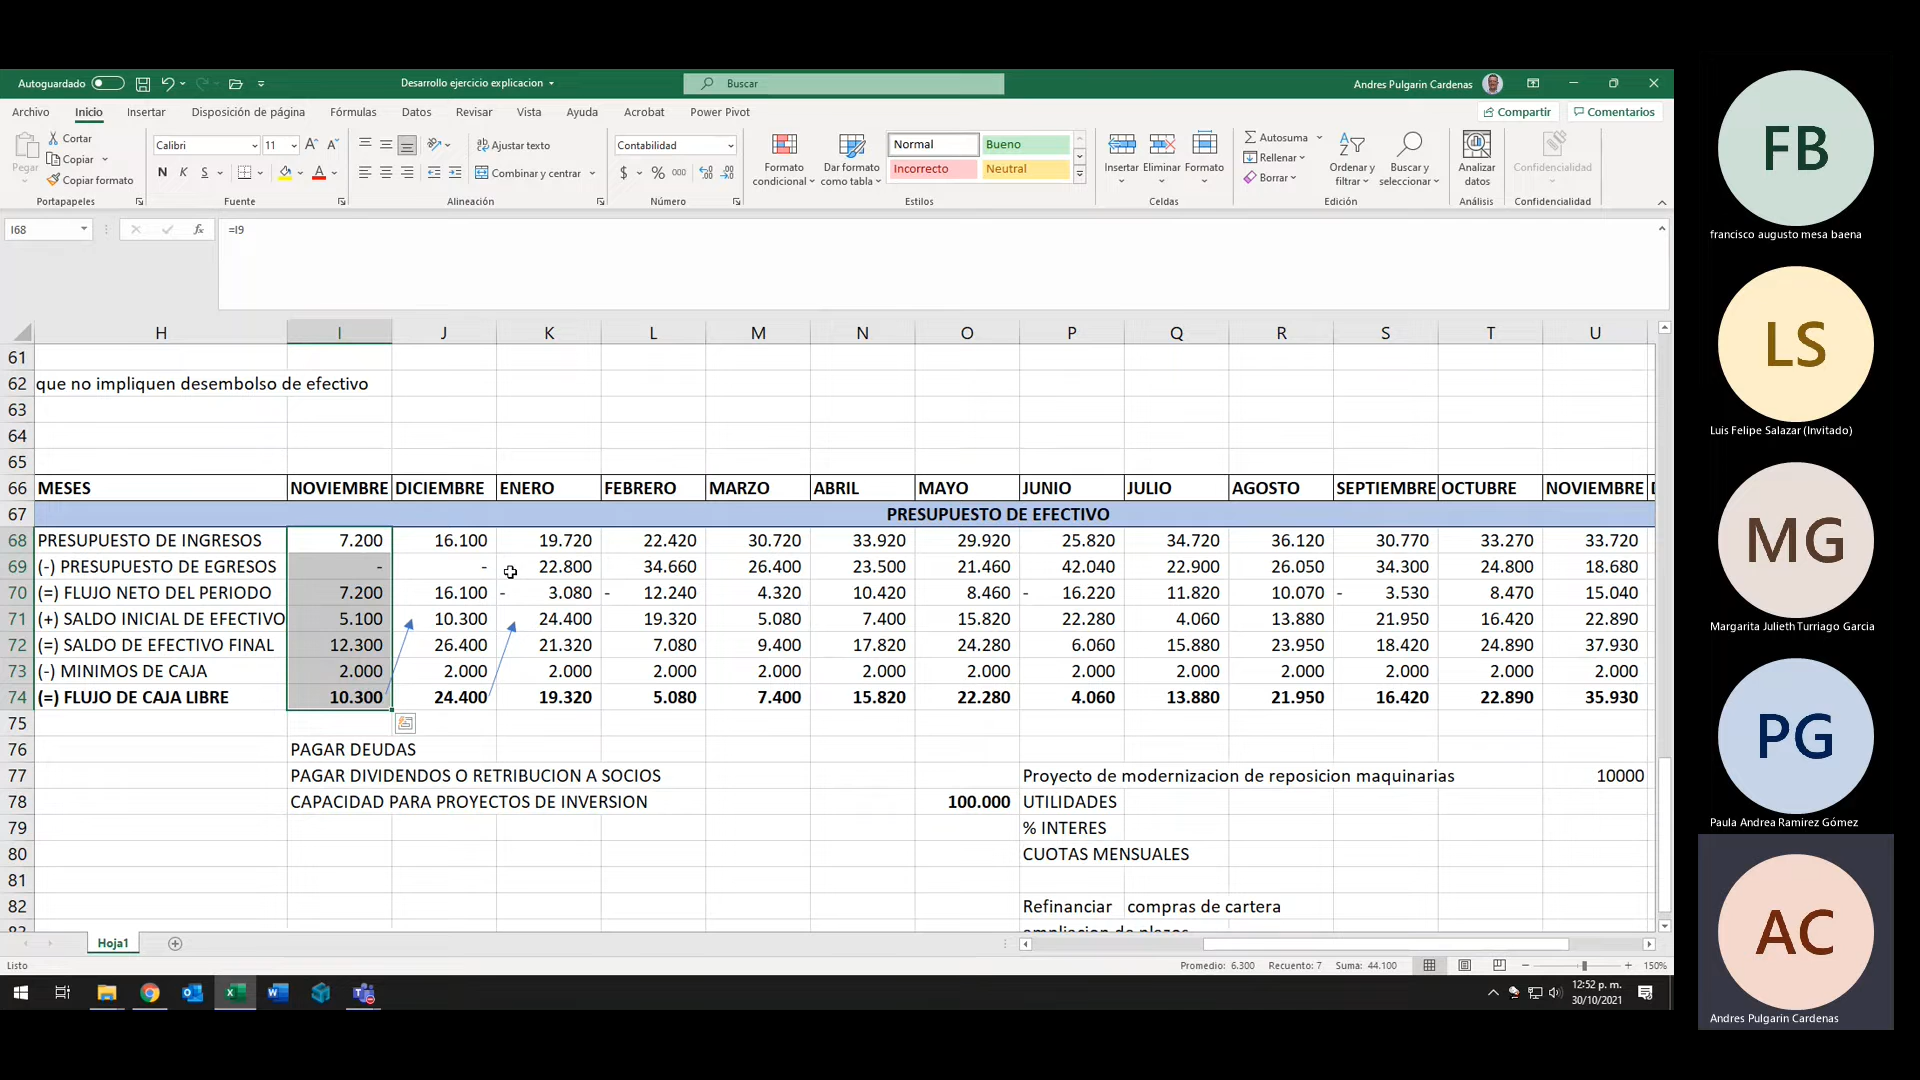 Autoguardado
Desarrollo ejercicio explicacion
Buscar
Andres Pulgarin Cardenas
Archivo Inicio Insertar Disposición de página Fórmulas Datos Revisar Vista Ayuda Acrobat Power Pivot
Compartir Comentarios
Pegar
Cortar
Copiar
Copiar formato
Portapapeles
Calibri 11
N K S
Fuente
Ajustar texto
Combinar y centrar
Alineación
Contabilidad
$ % 000
Número
Formato condicional
Dar formato como tabla
Normal Bueno
Incorrecto Neutral
Estilos
Insertar Eliminar Formato
Celdas
Autosuma
Rellenar
Borrar
Ordenar y filtrar
Buscar y seleccionar
Edición
Analizar datos
Análisis
Confidencialidad
Confidencialidad
I68 fx =I9
H I J K L M N O P Q R S T U
61
62 que no impliquen desembolso de efectivo
63
64
65
66 MESES NOVIEMBRE DICIEMBRE ENERO FEBRERO MARZO ABRIL MAYO JUNIO JULIO AGOSTO SEPTIEMBRE OCTUBRE NOVIEMBRE
67 PRESUPUESTO DE EFECTIVO
68 PRESUPUESTO DE INGRESOS 7.200 16.100 19.720 22.420 30.720 33.920 29.920 25.820 34.720 36.120 30.770 33.270 33.720
69 (-) PRESUPUESTO DE EGRESOS - - 22.800 34.660 26.400 23.500 21.460 42.040 22.900 26.050 34.300 24.800 18.680
70 (=) FLUJO NETO DEL PERIODO 7.200 16.100 - 3.080 - 12.240 4.320 10.420 8.460 - 16.220 11.820 10.070 - 3.530 8.470 15.040
71 (+) SALDO INICIAL DE EFECTIVO 5.100 10.300 24.400 19.320 5.080 7.400 15.820 22.280 4.060 13.880 21.950 16.420 22.890
72 (=) SALDO DE EFECTIVO FINAL 12.300 26.400 21.320 7.080 9.400 17.820 24.280 6.060 15.880 23.950 18.420 24.890 37.930
73 (-) MINIMOS DE CAJA 2.000 2.000 2.000 2.000 2.000 2.000 2.000 2.000 2.000 2.000 2.000 2.000 2.000
74 (=) FLUJO DE CAJA LIBRE 10.300 24.400 19.320 5.080 7.400 15.820 22.280 4.060 13.880 21.950 16.420 22.890 35.930
75
76 PAGAR DEUDAS
77 PAGAR DIVIDENDOS O RETRIBUCION A SOCIOS Proyecto de modernizacion de reposicion maquinarias 10000
78 CAPACIDAD PARA PROYECTOS DE INVERSION 100.000 UTILIDADES
79 % INTERES
80 CUOTAS MENSUALES
81
82 Refinanciar compras de cartera
83 ampliacion de plazos
Hoja1
Listo
Promedio: 6.300 Recuento: 7 Suma: 44.100 150%
12:52 p. m.
30/10/2021
FB
francisco augusto mesa baena
LS
Luis Felipe Salazar (Invitado)
MG
Margarita Julieth Turriago Garcia
PG
Paula Andrea Ramirez Gómez
AC
Andres Pulgarin Cardenas